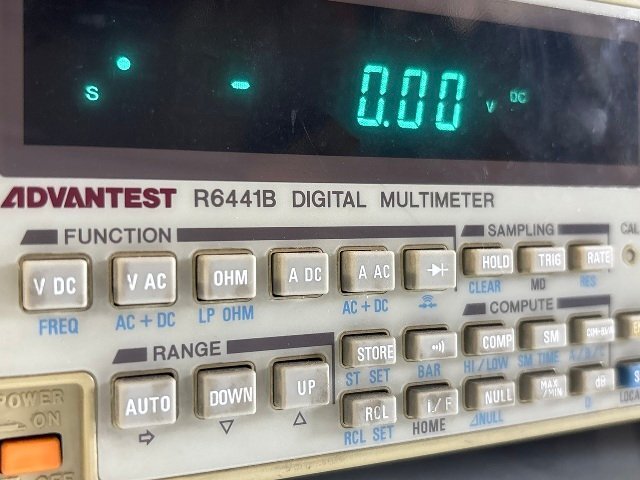 S - 0.00 V DC
ADVANTEST R6441B DIGITAL MULTIMETER
FUNCTION SAMPLING CAL
V DC V AC OHM A DC A AC HOLD TRIG RATE
FREQ AC + DC LP OHM AC + DC CLEAR MD RES
RANGE COMPUTE
STORE COMP SM
ST SET BAR HI/LOW SM TIME
AUTO DOWN UP RCL I/F NULL MAX/MIN dB
RCL SET HOME ΔNULL
POWER
ON